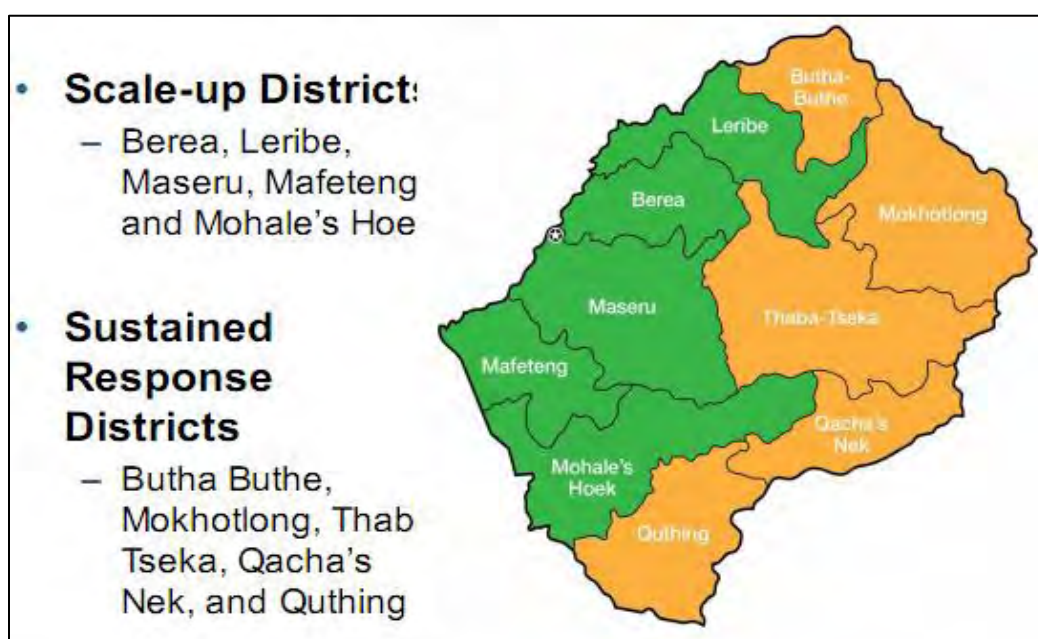 • Scale-up Districts
– Berea, Leribe,
Maseru, Mafeteng
and Mohale's Hoe
• Sustained
Response
Districts
– Butha Buthe,
Mokhotlong, Thab
Tseka, Qacha's
Nek, and Quthing
Butha-
Buthe
Leribe
Berea
Mokhotlong
Maseru
Thaba-Tseka
Mafeteng
Qacha's
Nek
Mohale's
Hoek
Quthing